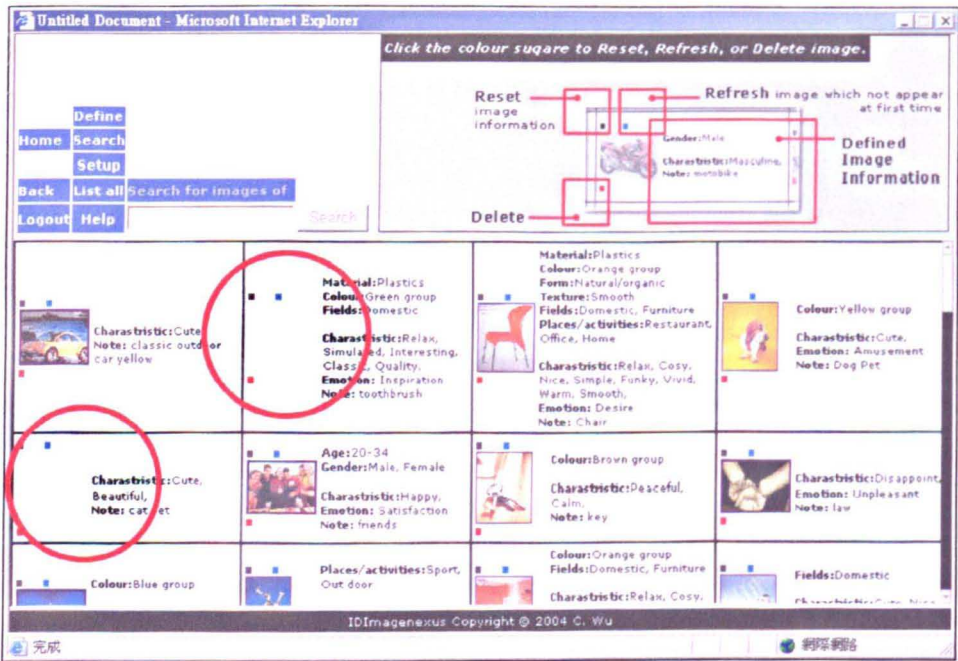 Untitled Document - Microsoft Internet Explorer
Click the colour suqare to Reset, Refresh, or Delete image.
Define
Home Search
Setup
Back List all Search for images of
Logout Help Search
Reset
image
information
Refresh image which not appear
at first time
Gender:Male
Charastristic:Masculine,
Note: motobike
Defined
Image
Information
Delete
Charastristic:Cute,
Note: classic outdoor
car yellow
Material:Plastics
Colour:Green group
Fields:Domestic
Charastristic:Relax,
Simulated, Interesting,
Classic, Quality,
Emotion: Inspiration
Note: toothbrush
Material:Plastics
Colour:Orange group
Form:Natural/organic
Texture:Smooth
Fields:Domestic, Furniture
Places/activities:Restaurant,
Office, Home
Charastristic:Relax, Cosy,
Nice, Simple, Funky, Vivid,
Warm, Smooth,
Emotion: Desire
Note: Chair
Colour:Yellow group
Charastristic:Cute,
Emotion: Amusement
Note: Dog Pet
Charastristic:Cute,
Beautiful,
Note: cat pet
Age:20-34
Gender:Male, Female
Charastristic:Happy,
Emotion: Satisfaction
Note: friends
Colour:Brown group
Charastristic:Peaceful,
Calm,
Note: key
Charastristic:Disappoint,
Emotion: Unpleasant
Note: law
Colour:Blue group
Places/activities:Sport,
Out door
Colour:Orange group
Fields:Domestic, Furniture
Charastristic:Relax, Cosy,
Fields:Domestic
Charastristic:Cute, Nice
IDImagenexus Copyright @ 2004 C. Wu
完成
網際網路